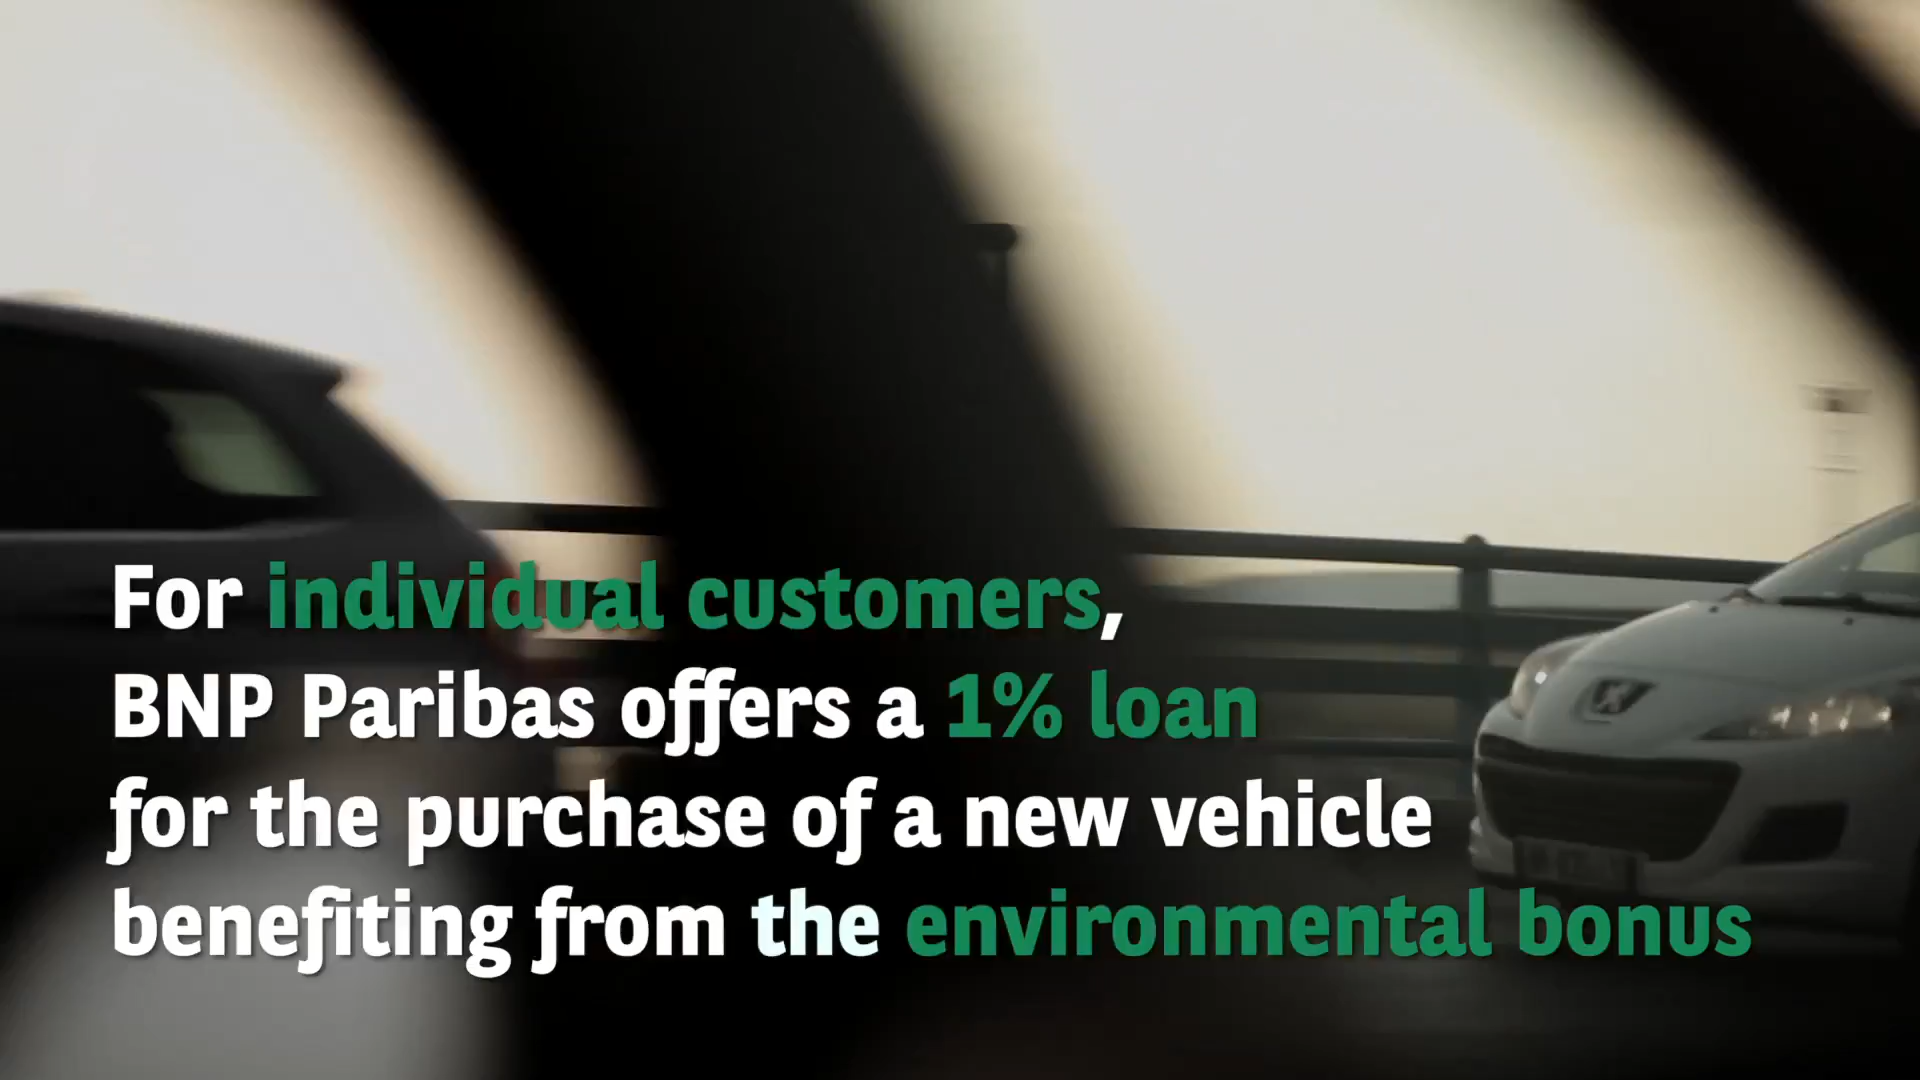 For individual customers,
BNP Paribas offers a 1% loan
for the purchase of a new vehicle
benefiting from the environmental bonus